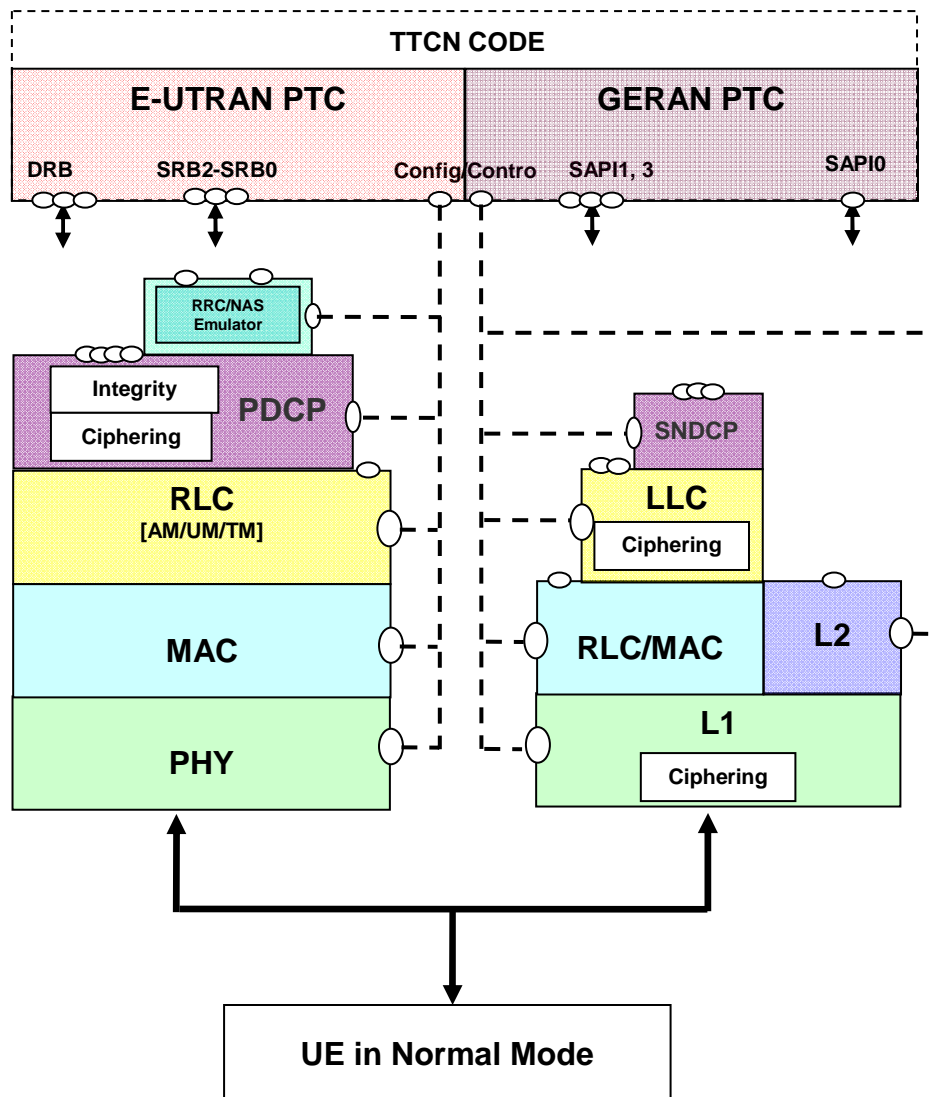 TTCN CODE
E-UTRAN PTC
GERAN PTC
DRB
SRB2-SRB0
Config/Contro
SAPI1, 3
SAPI0
RRC/NAS
Emulator
Integrity
Ciphering
PDCP
SNDCP
RLC
[AM/UM/TM]
LLC
Ciphering
MAC
RLC/MAC
L2
PHY
L1
Ciphering
UE in Normal Mode